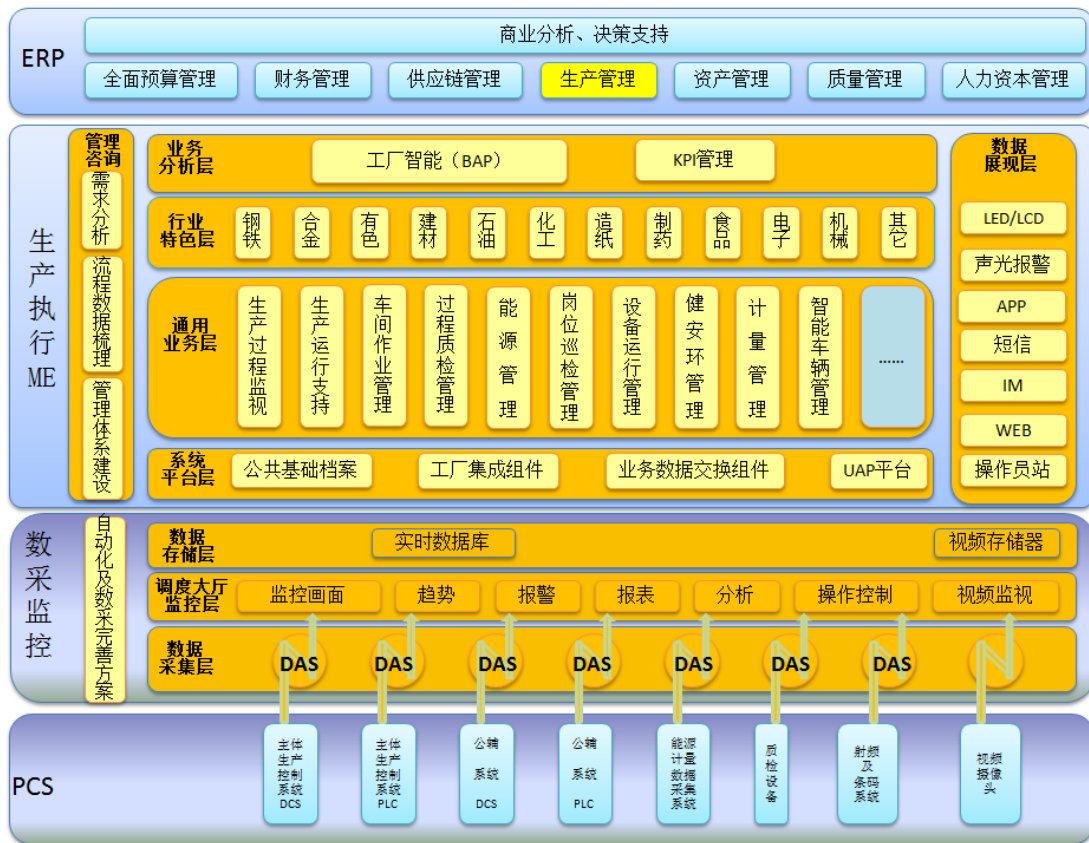 ERP
商业分析、决策支持
全面预算管理
财务管理
供应链管理
生产管理
资产管理
质量管理
人力资本管理
生产执行ME
管理
咨询
需求分析
流程数据梳理
管理体系建设
业务
分析层
工厂智能（BAP）
KPI管理
行业
特色层
钢铁
合金
有色
建材
石油
化工
造纸
制药
食品
电子
机械
其它
通用
业务层
生产过程监视
生产运行支持
车间作业管理
过程质检管理
能源管理
岗位巡检管理
设备运行管理
健安环管理
计量管理
智能车辆管理
……
系统
平台层
公共基础档案
工厂集成组件
业务数据交换组件
UAP平台
数据
展现层
LED/LCD
声光报警
APP
短信
IM
WEB
操作员站
数采监控
自动化及数采完善方案
数据
存储层
实时数据库
视频存储器
调度大厅
监控层
监控画面
趋势
报警
报表
分析
操作控制
视频监视
数据
采集层
DAS
DAS
DAS
DAS
DAS
DAS
DAS
PCS
主体
生产
控制
系统
DCS
主体
生产
控制
系统
PLC
公辅
系统
DCS
公辅
系统
PLC
能源
计量
数据
采集
系统
质检设备
射频
及
条码
系统
视频
摄像
头